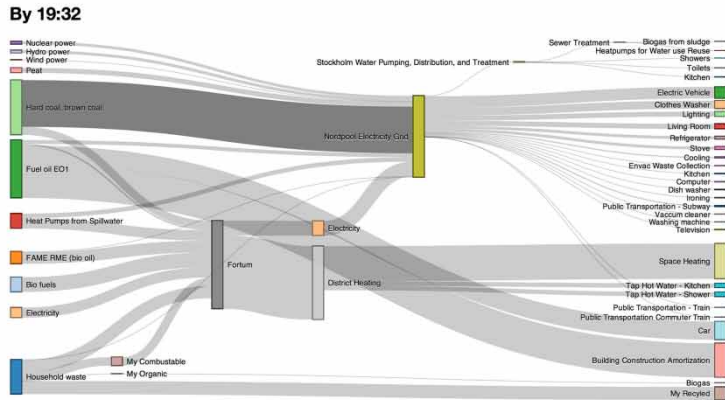 By 19:32
Nuclear power
Hydro power
Wind power
Peat
Hard coal, brown coal
Fuel oil EO1
Heat Pumps from Spillwater
FAME RME (bio oil)
Bio fuels
Electricity
Household waste
My Combustable
My Organic
Fortum
Electricity
District Heating
Nordpool Electricity Grid
Stockholm Water Pumping, Distribution, and Treatment
Sewer Treatment
Biogas from sludge
Heatpumps for Water use Reuse
Showers
Toilets
Kitchen
Electric Vehicle
Clothes Washer
Lighting
Living Room
Refrigerator
Stove
Cooling
Envac Waste Collection
Kitchen
Computer
Dish washer
Ironing
Public Transportation - Subway
Vaccum cleaner
Washing machine
Television
Space Heating
Tap Hot Water - Kitchen
Tap Hot Water - Shower
Public Transportation - Train
Public Transportation Commuter Train
Car
Building Construction Amortization
Biogas
My Recyled